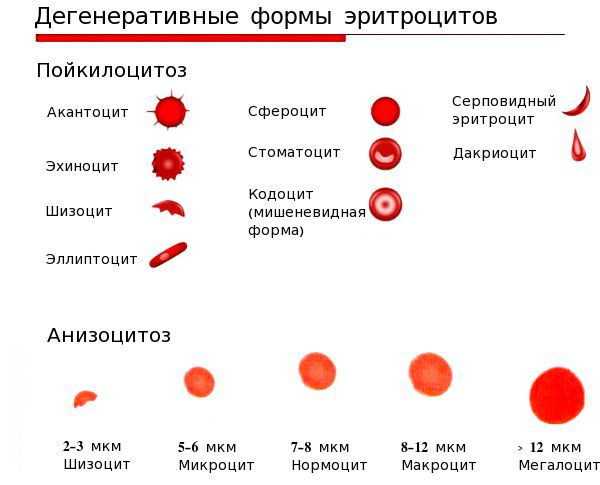 Дегенеративные формы эритроцитов
Пойкилоцитоз
Акантоцит
Эхиноцит
Шизоцит
Эллиптоцит
Сфероцит
Стоматоцит
Кодоцит
(мишеневидная
форма)
Серповидный
эритроцит
Дакриоцит
Анизоцитоз
2-3 мкм
Шизоцит
5-6 мкм
Микроцит
7-8 мкм
Нормоцит
8-12 мкм
Макроцит
> 12 мкм
Мегалоцит